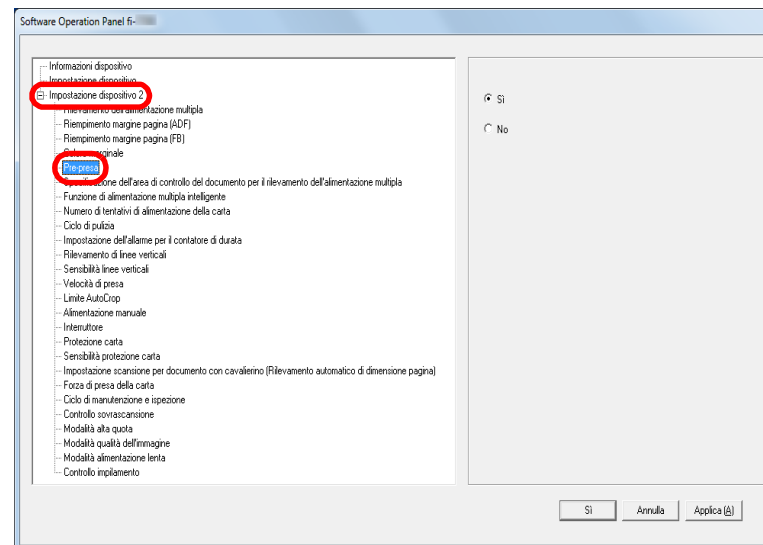 Software Operation Panel fi-
Informazioni dispositivo
Impostazione dispositivo
Impostazione dispositivo 2
Rilevamento dell'alimentazione multipla
Riempimento margine pagina (ADF)
Riempimento margine pagina (FB)
Colore marginale
Pre-presa
Specificazione dell'area di controllo del documento per il rilevamento dell'alimentazione multipla
Funzione di alimentazione multipla intelligente
Numero di tentativi di alimentazione della carta
Ciclo di pulizia
Impostazione dell'allarme per il contatore di durata
Rilevamento di linee verticali
Sensibilità linee verticali
Velocità di presa
Limite AutoCrop
Alimentazione manuale
Interruttore
Protezione carta
Sensibilità protezione carta
Impostazione scansione per documento con cavalierino (Rilevamento automatico di dimensione pagina)
Forza di presa della carta
Ciclo di manutenzione e ispezione
Controllo sovrascansione
Modalità alta quota
Modalità qualità dell'immagine
Modalità alimentazione lenta
Controllo impilamento
Sì
No
Sì Annulla Applica (A)